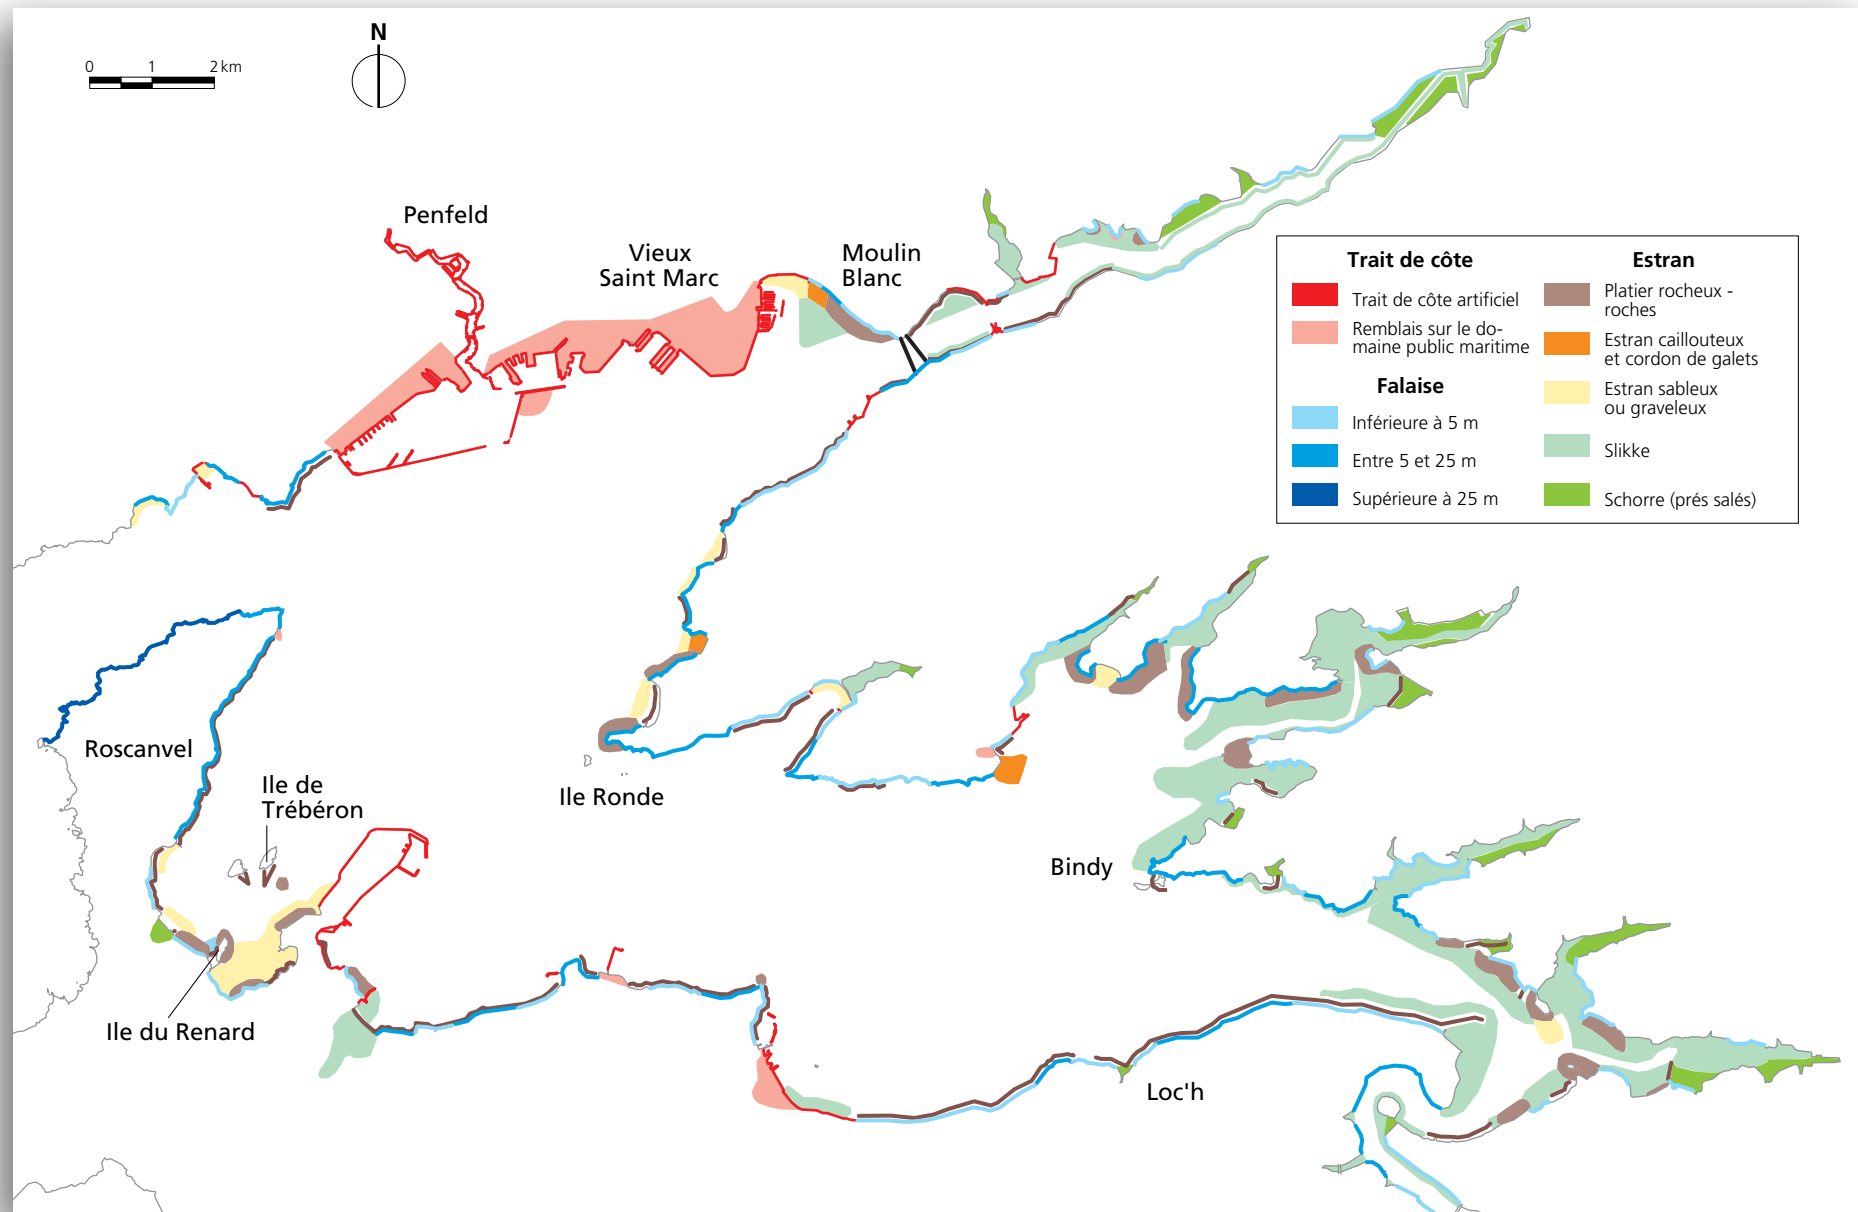 N
0 1 2 km
Penfeld
Vieux
Saint Marc
Moulin
Blanc
Trait de côte
Trait de côte artificiel
Remblais sur le do-
maine public maritime
Falaise
Inférieure à 5 m
Entre 5 et 25 m
Supérieure à 25 m
Estran
Platier rocheux -
roches
Estran caillouteux
et cordon de galets
Estran sableux
ou graveleux
Slikke
Schorre (prés salés)
Roscanvel
Ile de
Trébéron
Ile Ronde
Bindy
Ile du Renard
Loc'h